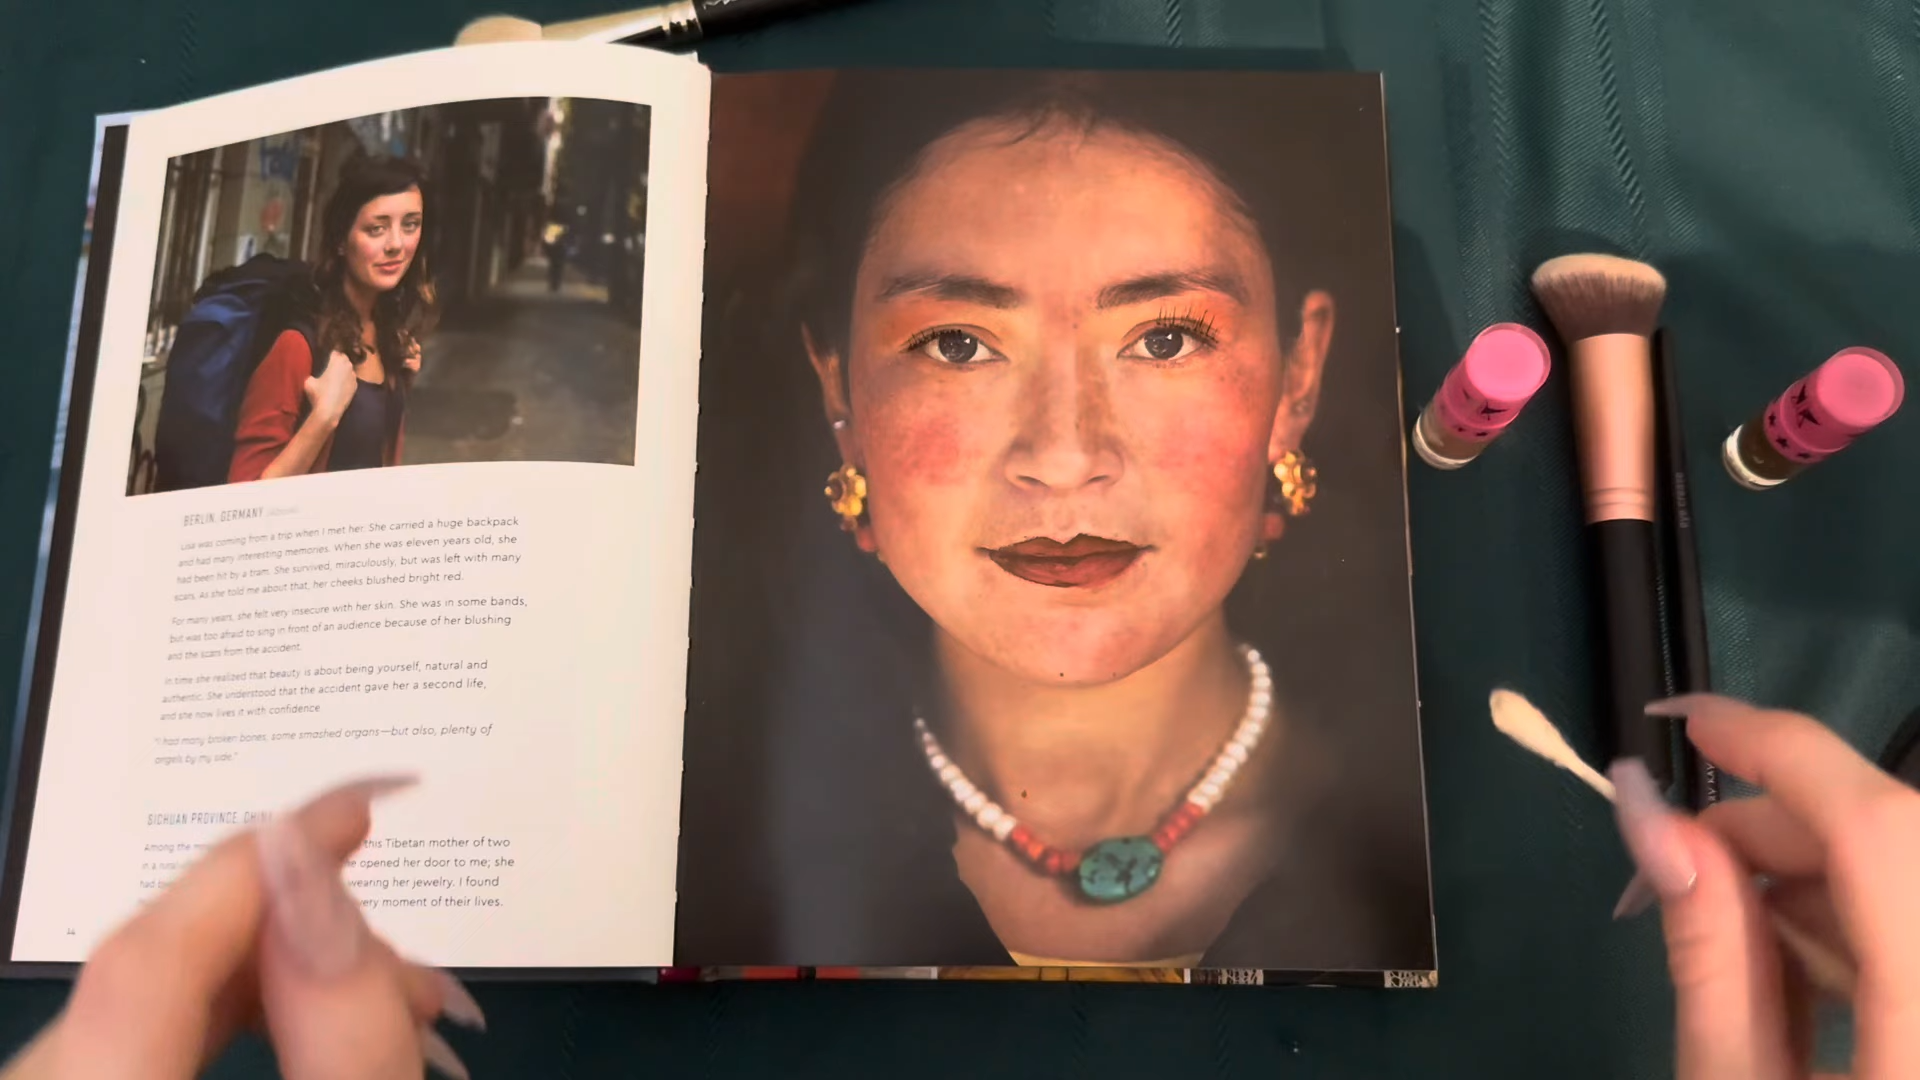 BERLIN, GERMANY
Lisa was coming from a trip when I met her. She carried a huge backpack
and had many interesting memories. When she was eleven years old, she
had been hit by a tram. She survived, miraculously, but was left with many
scars. As she told me about that, her cheeks blushed bright red.
For many years, she felt very insecure with her skin. She was in some bands,
but was too afraid to sing in front of an audience because of her blushing
and the scars from the accident.
In time she realized that beauty is about being yourself, natural and
authentic. She understood that the accident gave her a second life,
and she now lives it with confidence.
"I had many broken bones, some smashed organs—but also, plenty of
angels by my side."
SICHUAN PROVINCE, CHINA
Among the this Tibetan mother of two
in a opened her door to me; she
had wearing her jewelry. I found
moment of their lives.